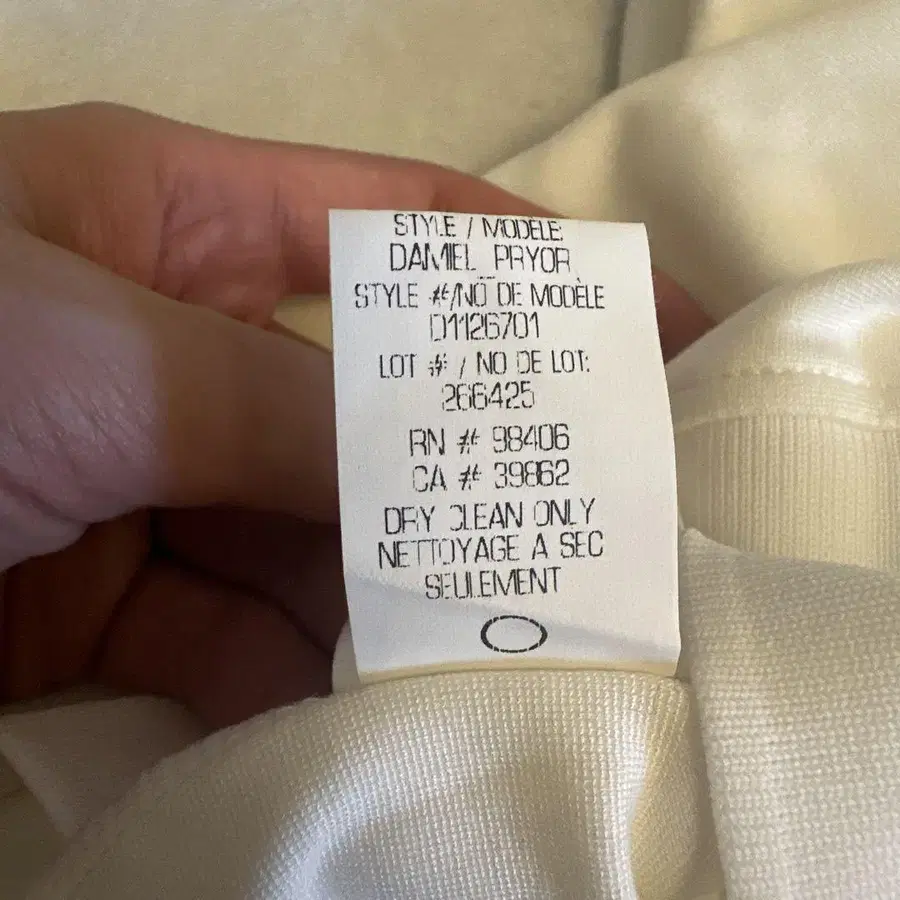 STYLE / MODÈLE:
DAMIEL PRYOR
STYLE #/NO DE MODÈLE
D1126701
LOT # / NO DE LOT:
266425
RN # 98406
CA # 39862
DRY CLEAN ONLY
NETTOYAGE A SEC
SEULEMENT